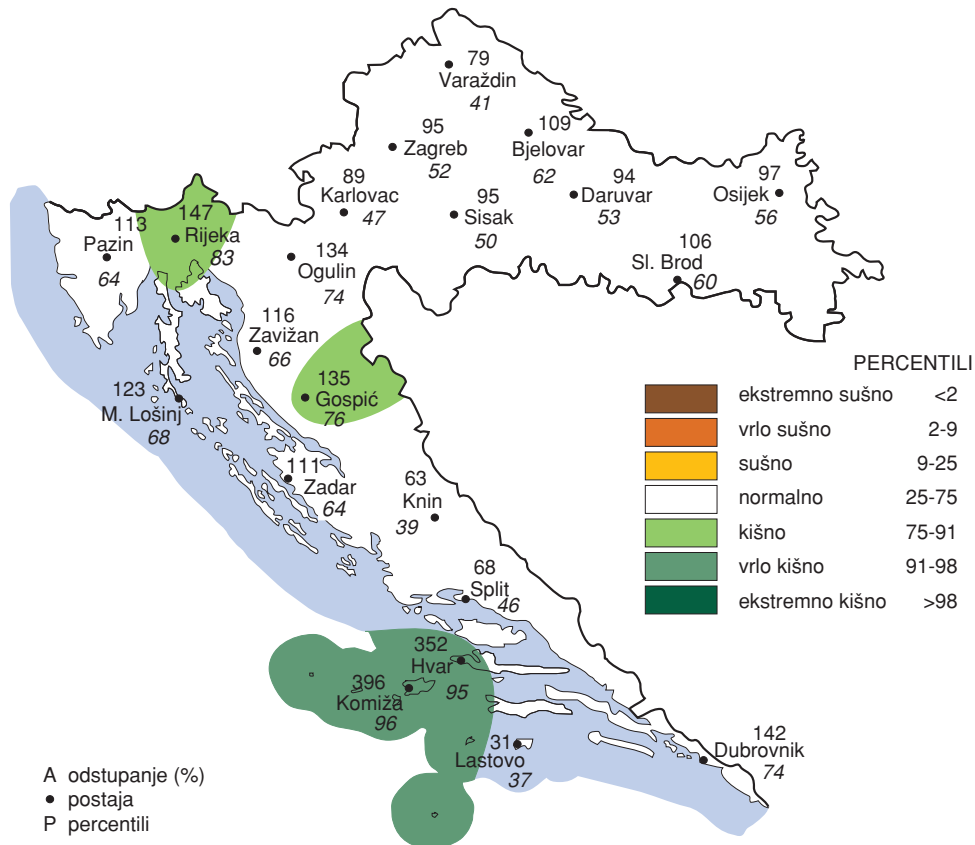 79
Varaždin
41
95
Zagreb
52
109
Bjelovar
62
89
Karlovac
47
95
Sisak
50
94
Daruvar
53
97
Osijek
56
106
Sl. Brod
60
113
Pazin
64
147
Rijeka
83
134
Ogulin
74
116
Zavižan
66
135
Gospić
76
123
M. Lošinj
68
111
Zadar
64
63
Knin
39
68
Split
46
352
Hvar
95
396
Komiža
96
31
Lastovo
37
142
Dubrovnik
74
PERCENTILI
ekstremno sušno <2
vrlo sušno 2-9
sušno 9-25
normalno 25-75
kišno 75-91
vrlo kišno 91-98
ekstremno kišno >98
A odstupanje (%)
postaja
P percentili